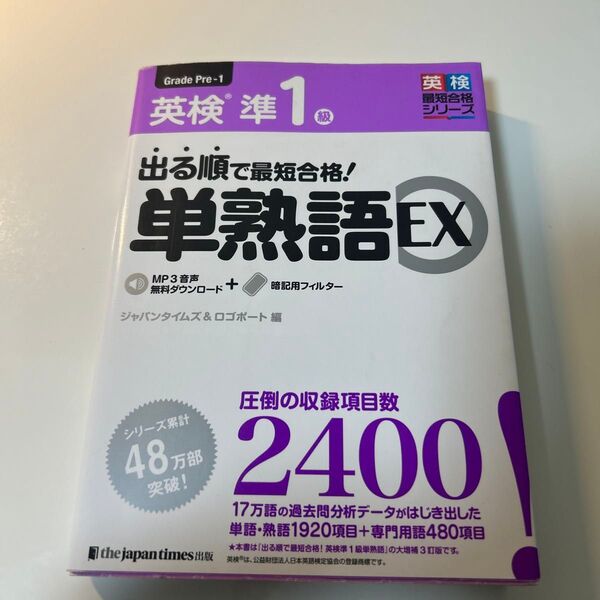 Grade Pre-1
英検® 準1級
英検
最短合格
シリーズ
出る順で最短合格!
単熟語EX
MP3音声
無料ダウンロード
+
暗記用フィルター
ジャパンタイムズ&ロゴポート 編
シリーズ累計
48万部
突破!
圧倒の収録項目数
2400!
17万語の過去問分析データがはじき出した
単語・熟語1920項目+専門用語480項目
★本書は「出る順で最短合格!英検準1級単熟語」の大増補3訂版です。
英検®は、公益財団法人日本英語検定協会の登録商標です。
the japan times 出版